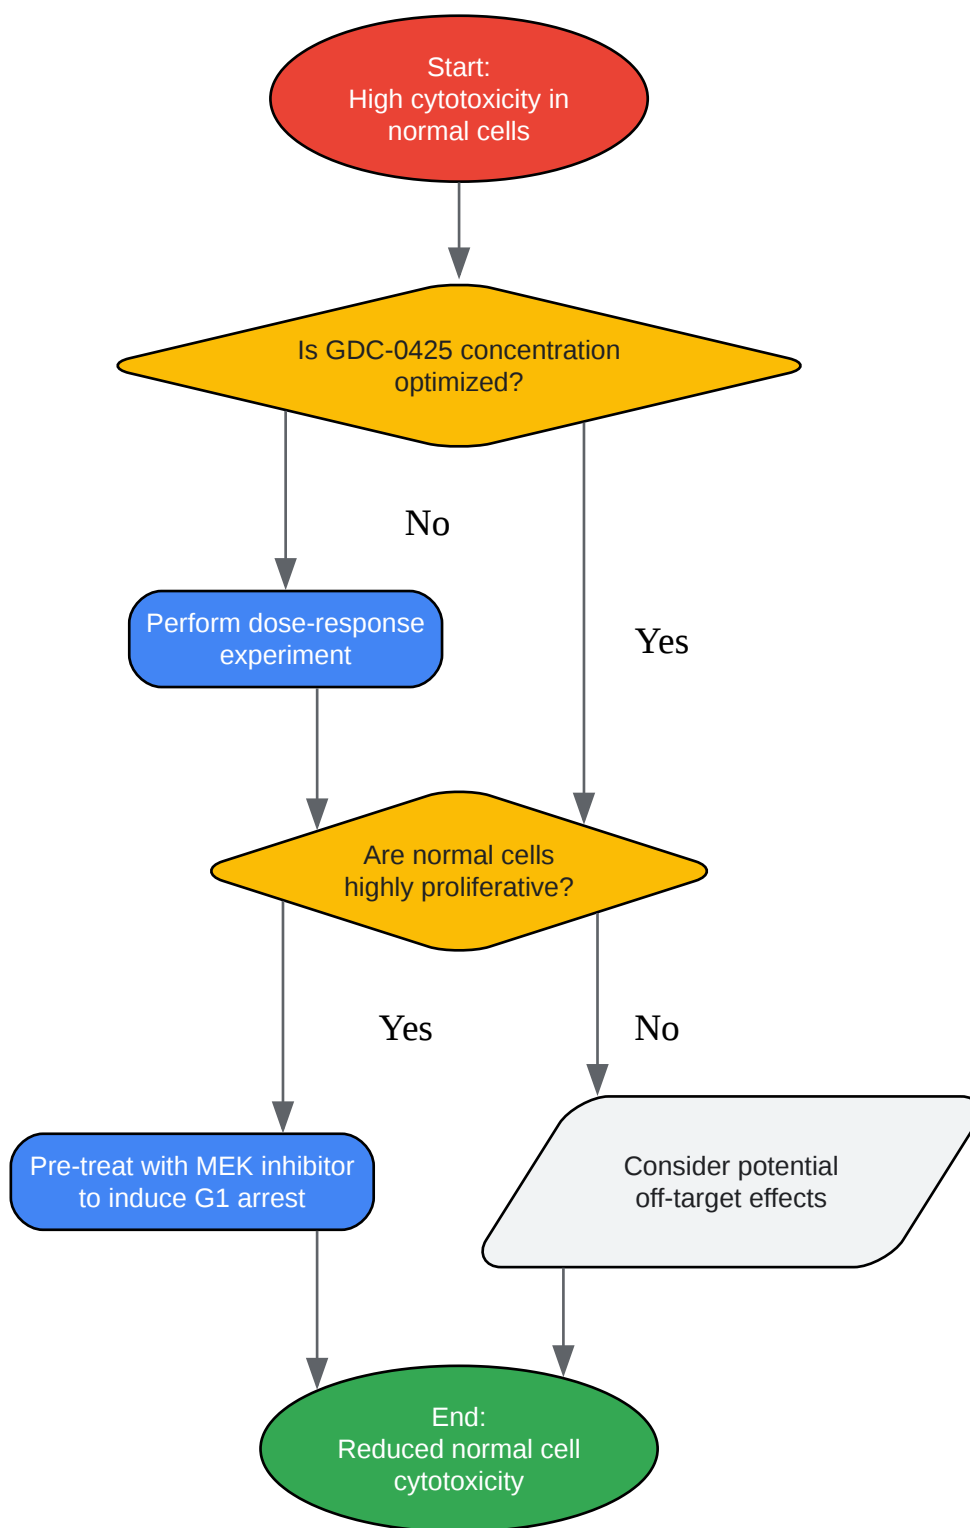 Start:
High cytotoxicity in
normal cells
Is GDC-0425 concentration
optimized?
No
Perform dose-response
experiment
Yes
Are normal cells
highly proliferative?
Yes
No
Pre-treat with MEK inhibitor
to induce G1 arrest
Consider potential
off-target effects
End:
Reduced normal cell
cytotoxicity